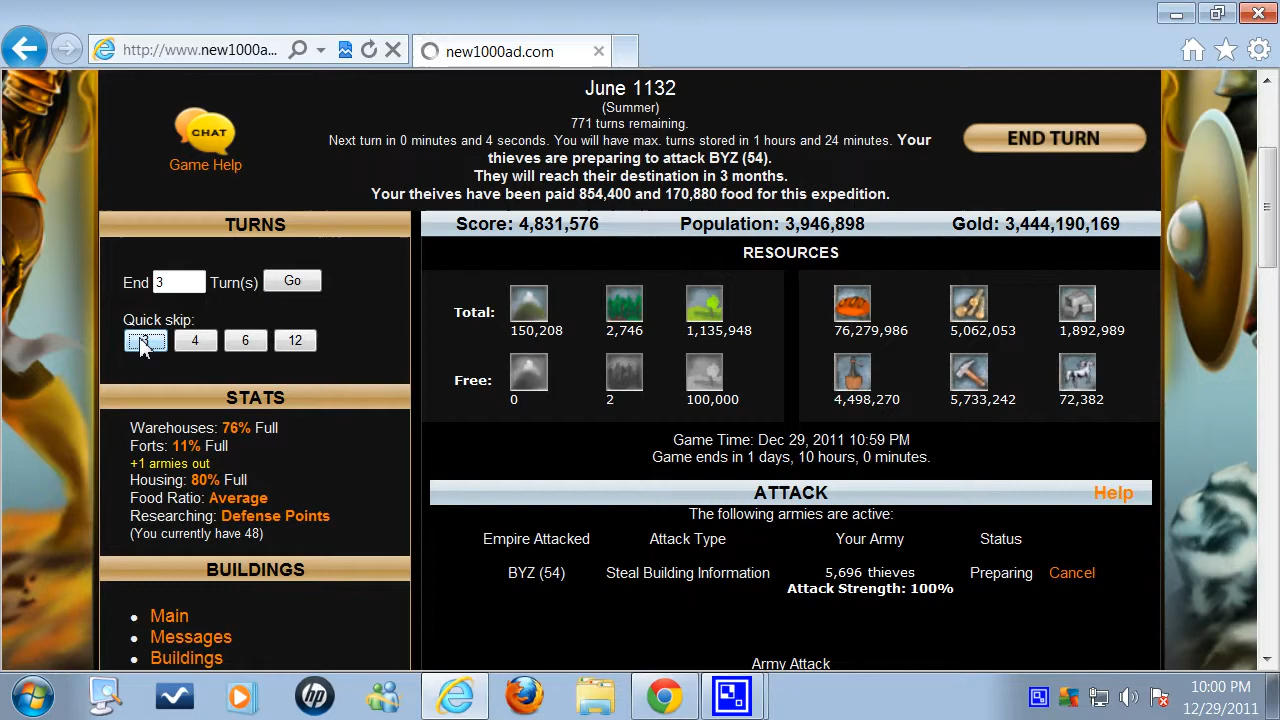 http://www.new1000a...
new1000ad.com
CHAT
Game Help
June 1132
(Summer)
771 turns remaining.
Next turn in 0 minutes and 4 seconds. You will have max. turns stored in 1 hours and 24 minutes. Your
thieves are preparing to attack BYZ (54).
They will reach their destination in 3 months.
Your theives have been paid 854,400 and 170,880 food for this expedition.
END TURN
TURNS
End 3 Turn(s) Go
Quick skip:
3 4 6 12
STATS
Warehouses: 76% Full
Forts: 11% Full
+1 armies out
Housing: 80% Full
Food Ratio: Average
Researching: Defense Points
(You currently have 48)
BUILDINGS
Main
Messages
Buildings
Score: 4,831,576 Population: 3,946,898 Gold: 3,444,190,169
RESOURCES
Total:
150,208 2,746 1,135,948 76,279,986 5,062,053 1,892,989
Free:
0 2 100,000 4,498,270 5,733,242 72,382
Game Time: Dec 29, 2011 10:59 PM
Game ends in 1 days, 10 hours, 0 minutes.
ATTACK Help
The following armies are active:
Empire Attacked Attack Type Your Army Status
BYZ (54) Steal Building Information 5,696 thieves Preparing Cancel
Attack Strength: 100%
Army Attack
hp
10:00 PM
12/29/2011